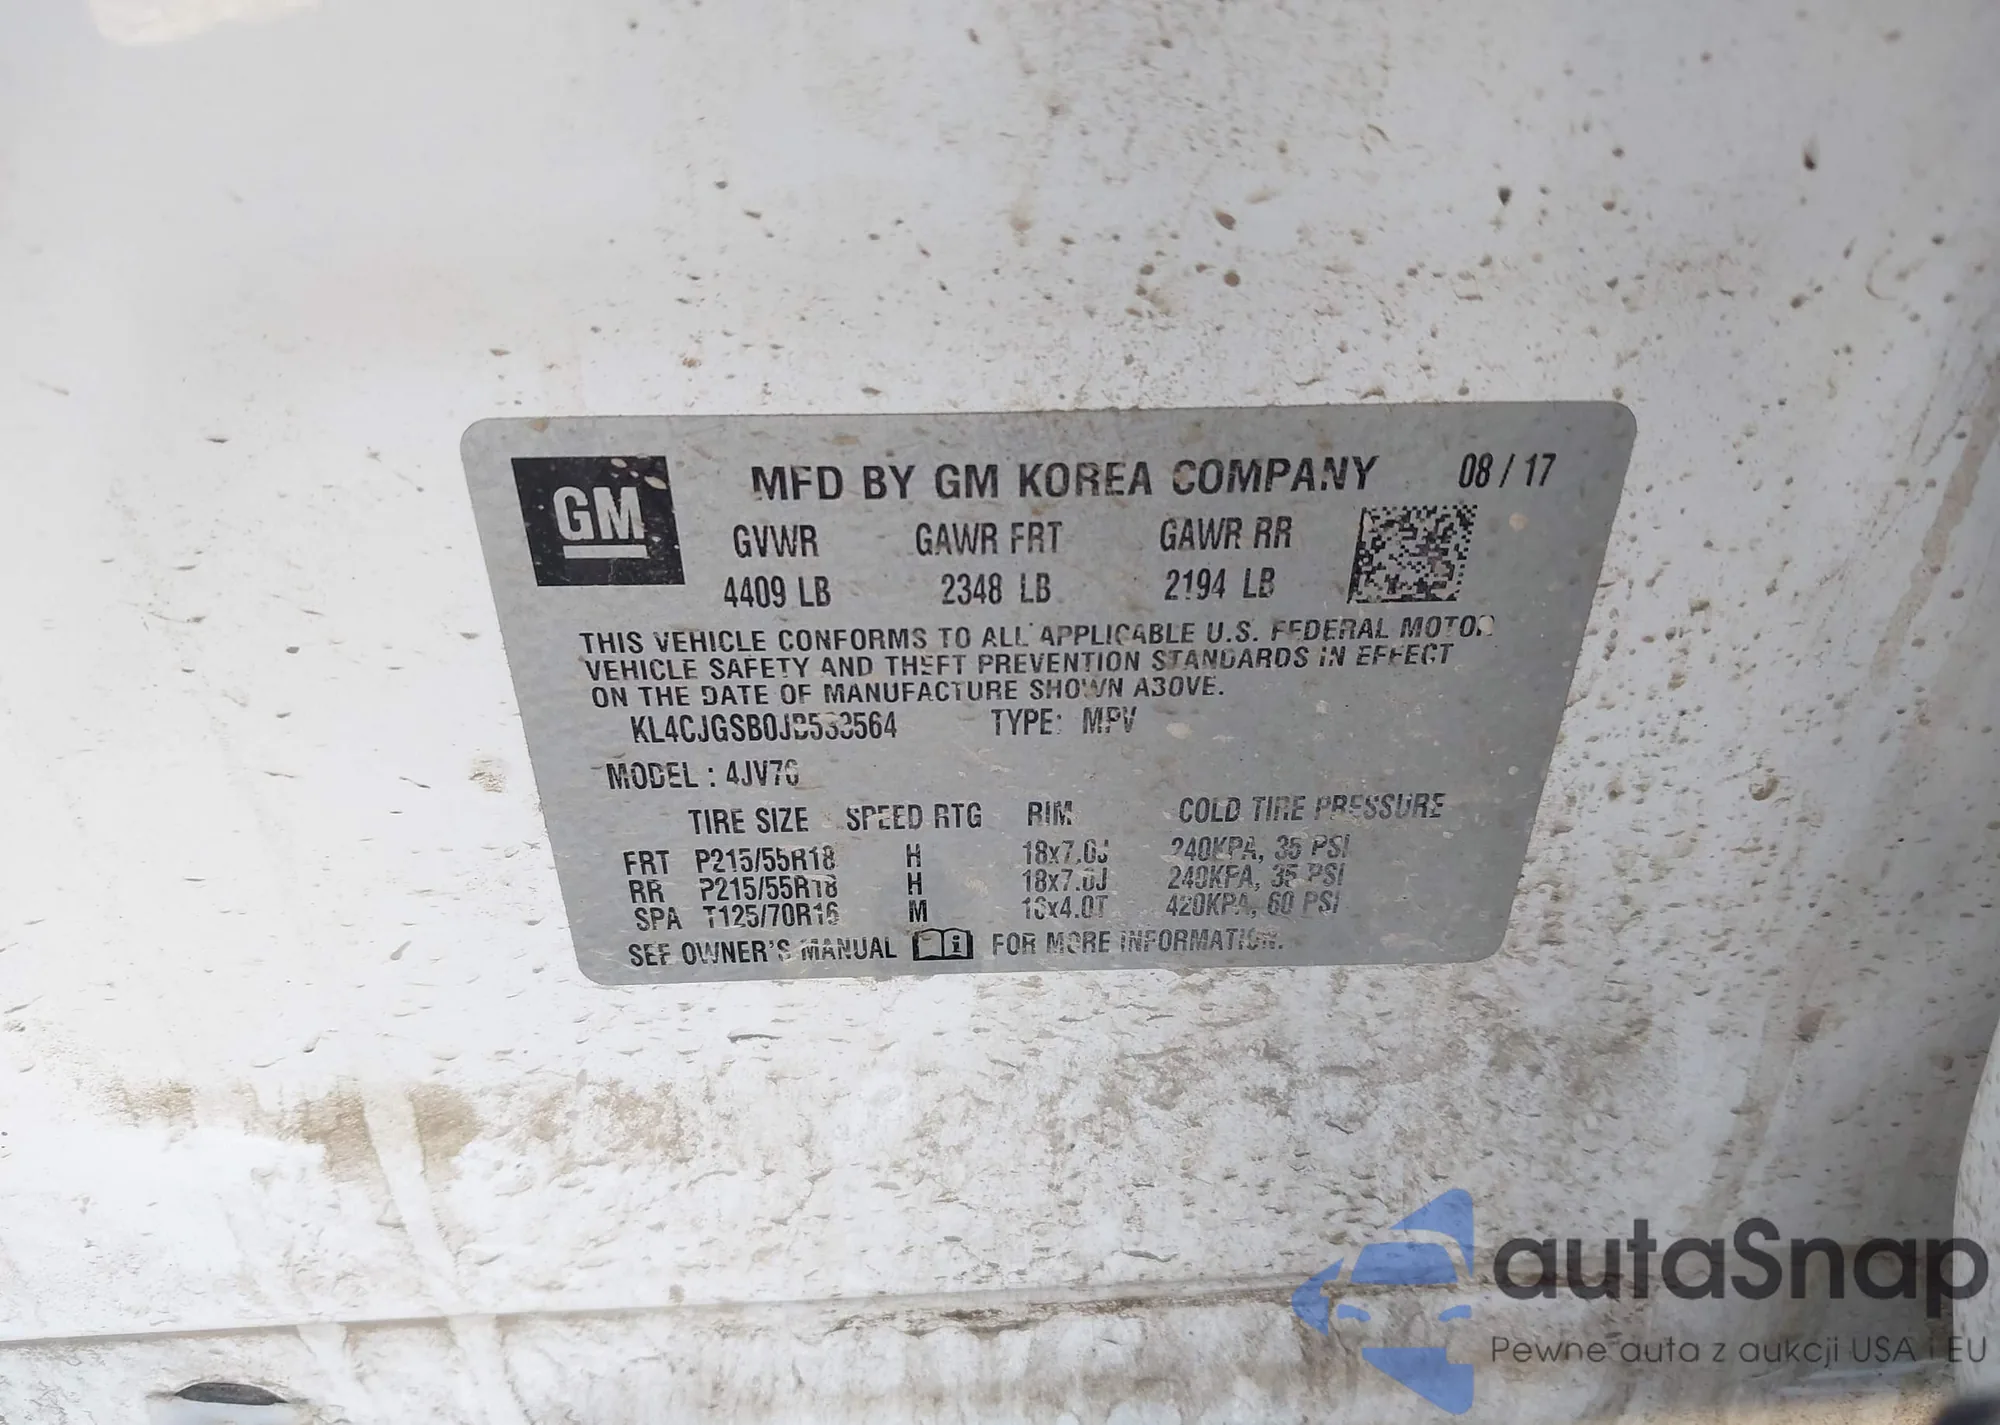 GM
MFD BY GM KOREA COMPANY 08 / 17
GVWR GAWR FRT GAWR RR
4409 LB 2348 LB 2194 LB
THIS VEHICLE CONFORMS TO ALL APPLICABLE U.S. FEDERAL MOTOR
VEHICLE SAFETY AND THEFT PREVENTION STANDARDS IN EFFECT
ON THE DATE OF MANUFACTURE SHOWN ABOVE.
TYPE: MPV
MODEL : 4JV76
TIRE SIZE SPEED RTG RIM COLD TIRE PRESSURE
FRT P215/55R18 H 18x7.0J 240KPA, 35 PSI
RR P215/55R18 H 18x7.0J 240KPA, 35 PSI
SPA T125/70R16 M 16x4.0T 420KPA, 60 PSI
SEE OWNER'S MANUAL FOR MORE INFORMATION.
autaSnap
Pewne auta z aukcji USA i EU